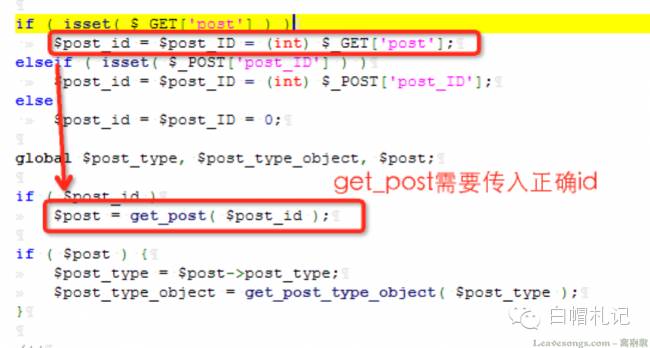 if ( isset( $_GET['post'] ) )
$post_id = $post_ID = (int) $_GET['post'];
elseif ( isset( $_POST['post_ID'] ) )
$post_id = $post_ID = (int) $_POST['post_ID'];
else
$post_id = $post_ID = 0;
global $post_type, $post_type_object, $post;
get_post需要传入正确id
if ( $post_id )
$post = get_post( $post_id );
if ( $post ) {
$post_type = $post->post_type;
$post_type_object = get_post_type_object( $post_type );
}
白帽札记
Leavesongs.com - 离别歌